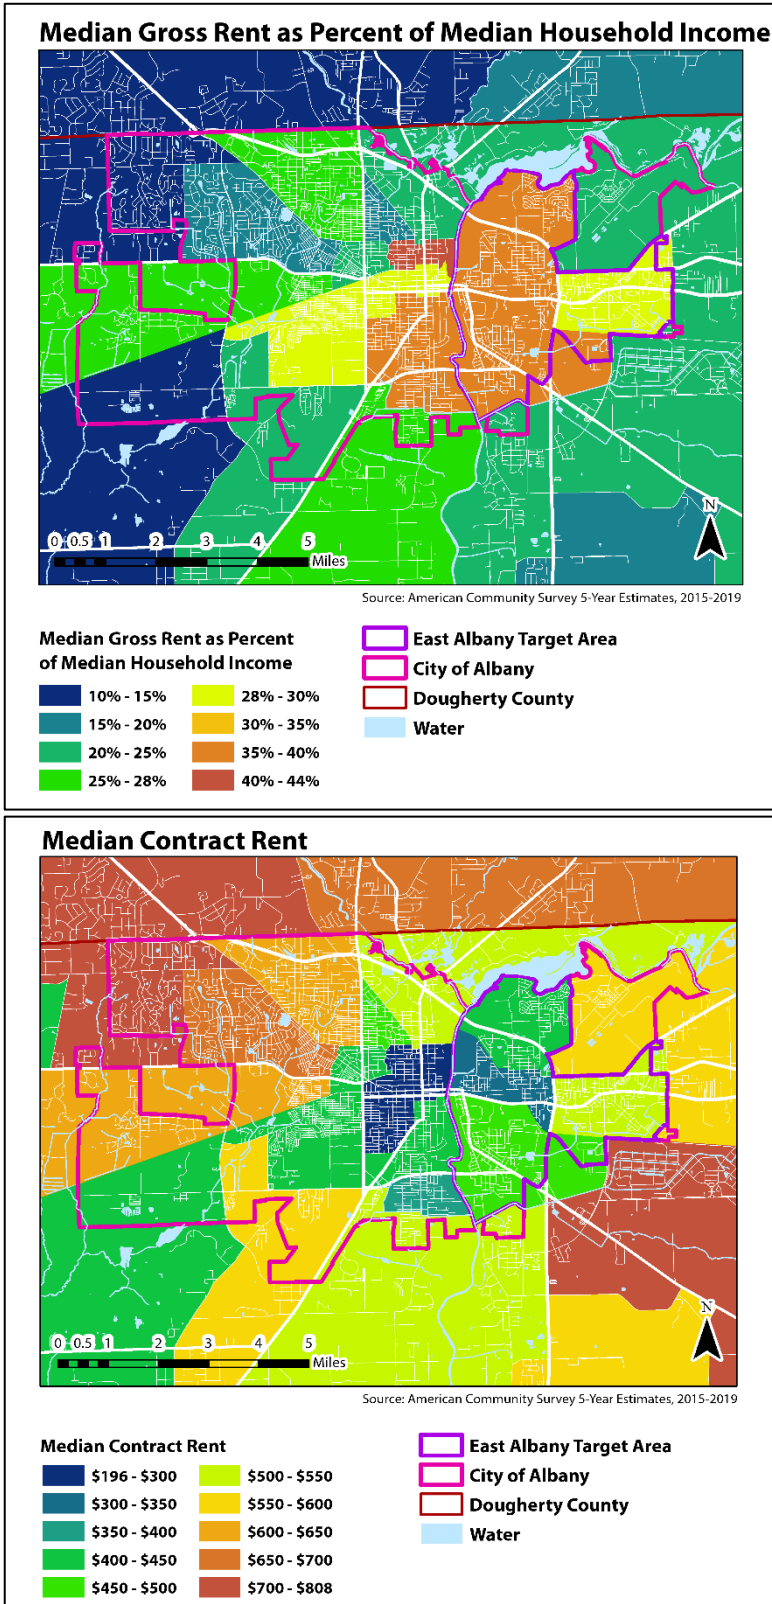 Median Gross Rent as Percent of Median Household Income
N
0 0.5 1 2 3 4 5
Miles
Source: American Community Survey 5-Year Estimates, 2015-2019
Median Gross Rent as Percent
of Median Household Income
10% - 15%
15% - 20%
20% - 25%
25% - 28%
28% - 30%
30% - 35%
35% - 40%
40% - 44%
East Albany Target Area
City of Albany
Dougherty County
Water
Median Contract Rent
N
0 0.5 1 2 3 4 5
Miles
Source: American Community Survey 5-Year Estimates, 2015-2019
Median Contract Rent
$196 - $300
$300 - $350
$350 - $400
$400 - $450
$450 - $500
$500 - $550
$550 - $600
$600 - $650
$650 - $700
$700 - $808
East Albany Target Area
City of Albany
Dougherty County
Water